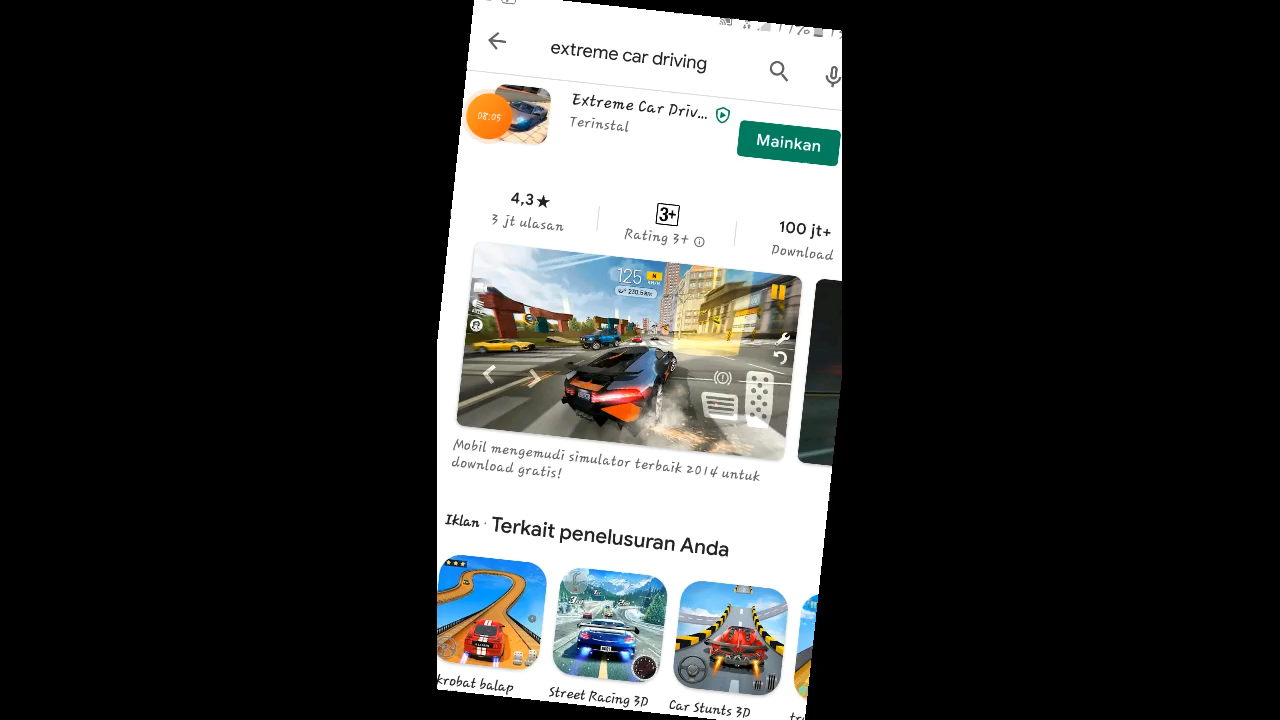 extreme car driving
08:05
Extreme Car Driv...
Terinstal
Mainkan
4,3★
3 jt ulasan
3+
Rating 3+
100 jt+
Download
125
N
230.5km
Mobil mengemudi simulator terbaik 2014 untuk
download gratis!
Iklan · Terkait penelusuran Anda
krobat balap
Street Racing 3D
Car Stunts 3D